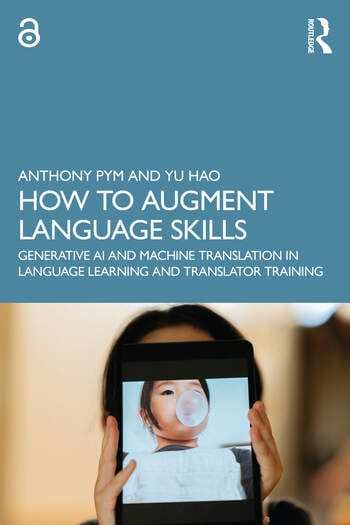 ROUTLEDGE
ANTHONY PYM AND YU HAO
HOW TO AUGMENT
LANGUAGE SKILLS
GENERATIVE AI AND MACHINE TRANSLATION IN
LANGUAGE LEARNING AND TRANSLATOR TRAINING